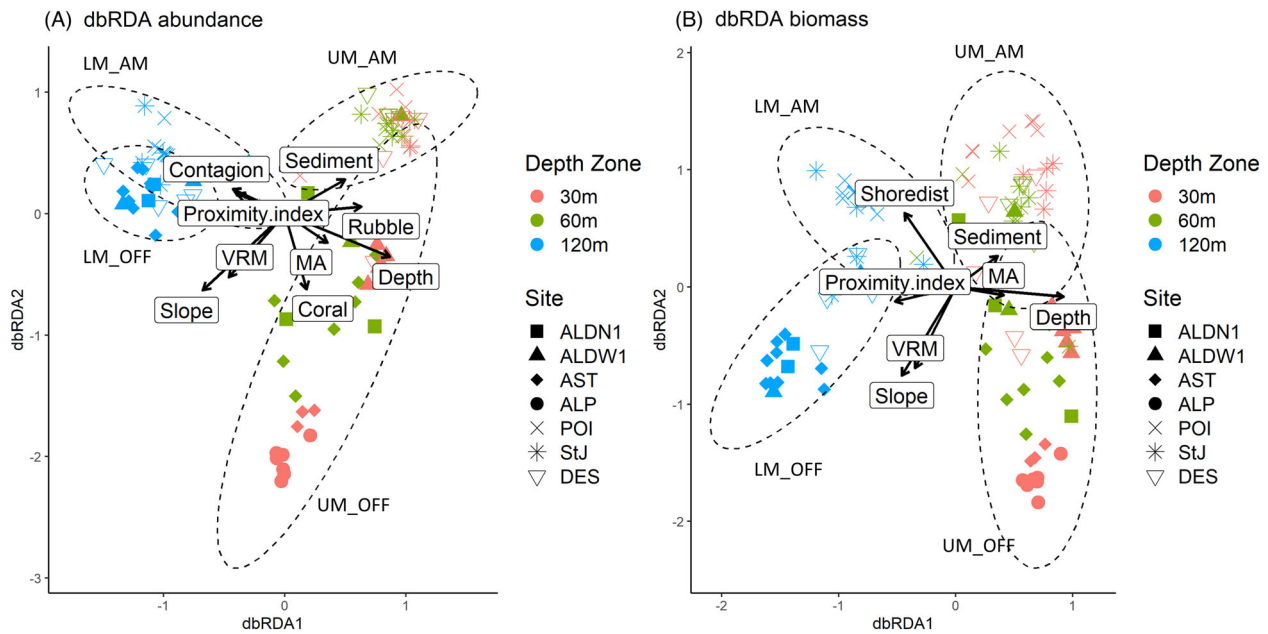 (A) dbRDA abundance
LM_AM
UM_AM
1
Sediment
Contagion
0
Proximity.index
Rubble
LM_OFF
VRM
MA
Depth
Slope
Coral
dbRDA2
-1
-2
UM_OFF
-3
-1
0
1
dbRDA1
Depth Zone
30m
60m
120m
Site
ALDN1
ALDW1
AST
ALP
POI
StJ
DES
(B) dbRDA biomass
2
UM_AM
LM_AM
1
Shoredist
Sediment
Proximity.index
MA
0
Depth
dbRDA2
VRM
Slope
-1
LM_OFF
-2
UM_OFF
-2
-1
0
1
dbRDA1
Depth Zone
30m
60m
120m
Site
ALDN1
ALDW1
AST
ALP
POI
StJ
DES